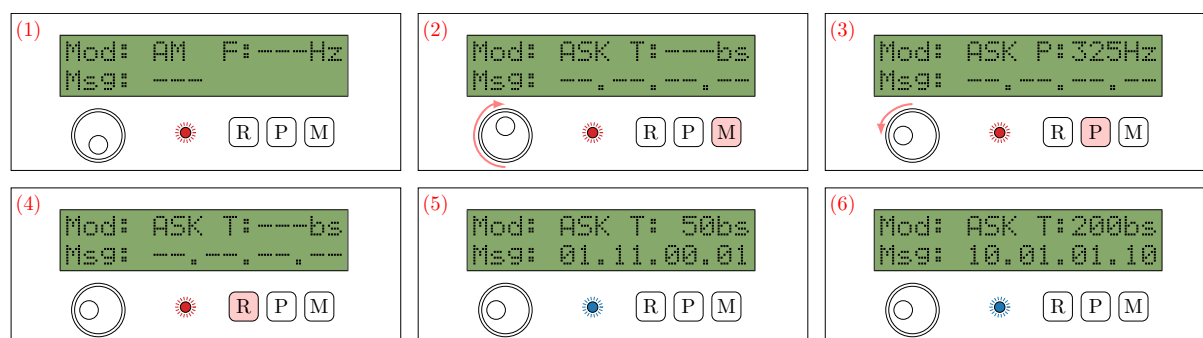 (1)
Mod: AM F:---Hz
Msg: ---
R P M
(2)
Mod: ASK T:---bs
Msg: --.--.--.--
R P M
(3)
Mod: ASK P:325Hz
Msg: --.--.--.--
R P M
(4)
Mod: ASK T:---bs
Msg: --.--.--.--
R P M
(5)
Mod: ASK T: 50bs
Msg: 01.11.00.01
R P M
(6)
Mod: ASK T:200bs
Msg: 10.01.01.10
R P M